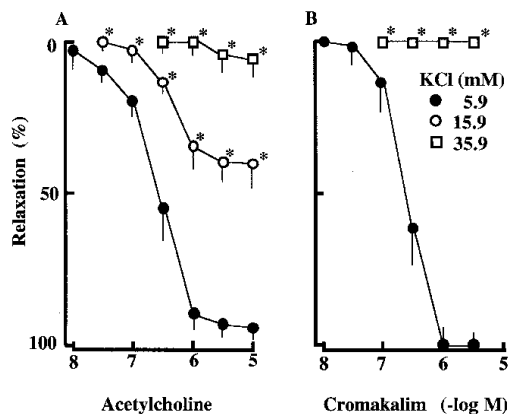 A
B
* * * * * *
* * * *
0
50
100
Relaxation (%)
KCl (mM)
5.9
15.9
35.9
* * * *
8 7 6 5
8 7 6 5
Acetylcholine
Cromakalim (-log M)